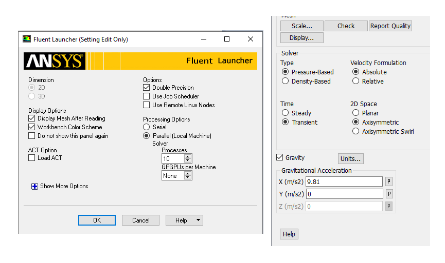 Fluent Launcher (Setting Edit Only)
ANSYS
Fluent Launcher
Dimension
2D
3D
Display Options
Display Mesh After Reading
Workbench Color Scheme
Do not show this panel again
ACT Option
Load ACT
Show More Options
Options
Double Precision
Use Job Scheduler
Use Remote Linux Nodes
Processing Options
Serial
Parallel (Local Machine)
Solver
Processes
10
GPGPUs per Machine
None
OK
Cancel
Help
Scale...
Check
Report Quality
Display...
Solver
Type
Pressure-Based
Density-Based
Velocity Formulation
Absolute
Relative
Time
Steady
Transient
2D Space
Planar
Axisymmetric
Axisymmetric Swirl
Gravity
Units...
Gravitational Acceleration
X (m/s2) 9.81
P
Y (m/s2) 0
P
Z (m/s2) 0
P
Help